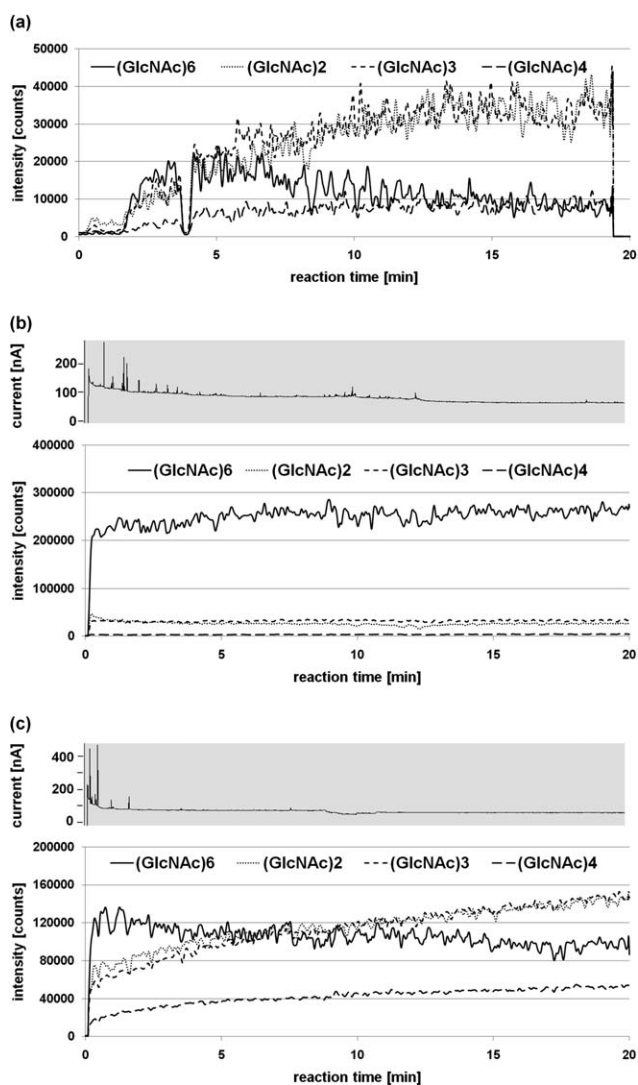 (a)
50000
(GlcNAc)6 (GlcNAc)2 (GlcNAc)3 (GlcNAc)4
40000
30000
20000
10000
0
intensity [counts]
0 5 10 15 20
reaction time [min]
(b)
200
100
0
current [nA]
400000
(GlcNAc)6 (GlcNAc)2 (GlcNAc)3 (GlcNAc)4
300000
200000
100000
0
intensity [counts]
0 5 10 15 20
reaction time [min]
(c)
400
200
0
current [nA]
200000
(GlcNAc)6 (GlcNAc)2 (GlcNAc)3 (GlcNAc)4
160000
120000
80000
40000
0
intensity [counts]
0 5 10 15 20
reaction time [min]